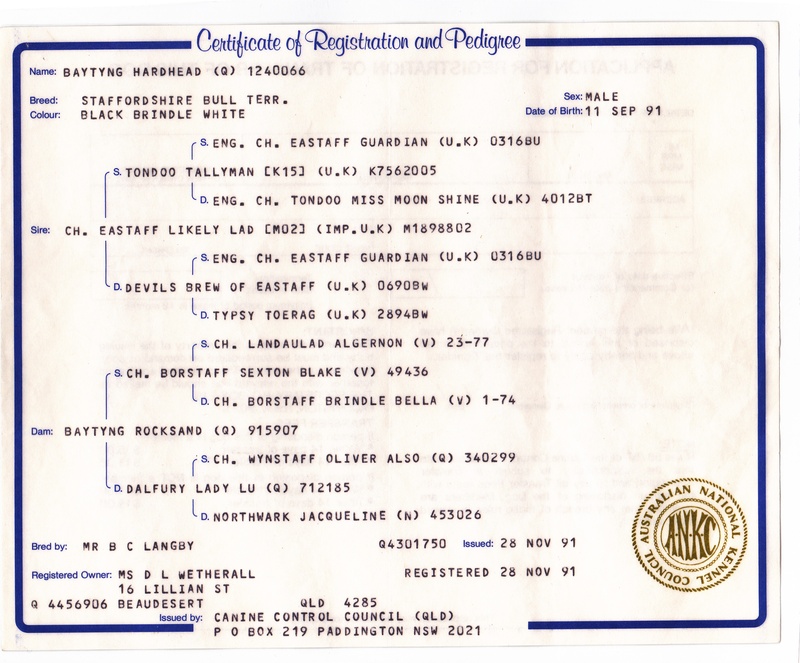 Certificate of Registration and Pedigree
Name: BAYTYNG HARDHEAD (Q) 1240066
Breed: STAFFORDSHIRE BULL TERR. Sex: MALE
Colour: BLACK BRINDLE WHITE Date of Birth: 11 SEP 91
S. ENG. CH. EASTAFF GUARDIAN (U.K) 0316BU
S. TONDOO TALLYMAN [K15] (U.K) K7562005
D. ENG. CH. TONDOO MISS MOON SHINE (U.K) 4012BT
Sire: CH. EASTAFF LIKELY LAD [M02] (IMP.U.K) M1898802
S. ENG. CH. EASTAFF GUARDIAN (U.K) 0316BU
D. DEVILS BREW OF EASTAFF (U.K) 0690BW
D. TYPSY TOERAG (U.K) 2894BW
S. CH. LANDAULAD ALGERNON (V) 23-77
S. CH. BORSTAFF SEXTON BLAKE (V) 49436
D. CH. BORSTAFF BRINDLE BELLA (V) 1-74
Dam: BAYTYNG ROCKSAND (Q) 915907
S. CH. WYNSTAFF OLIVER ALSO (Q) 340299
D. DALFURY LADY LU (Q) 712185
D. NORTHWARK JACQUELINE (N) 453026
AUSTRALIAN NATIONAL KENNEL COUNCIL
A·N·K·C
Bred by: MR B C LANGBY Q4301750 Issued: 28 NOV 91
Registered Owner: MS D L WETHERALL REGISTERED 28 NOV 91
16 LILLIAN ST
Q 4456906 BEAUDESERT QLD 4285
Issued by: CANINE CONTROL COUNCIL (QLD)
P O BOX 219 PADDINGTON NSW 2021